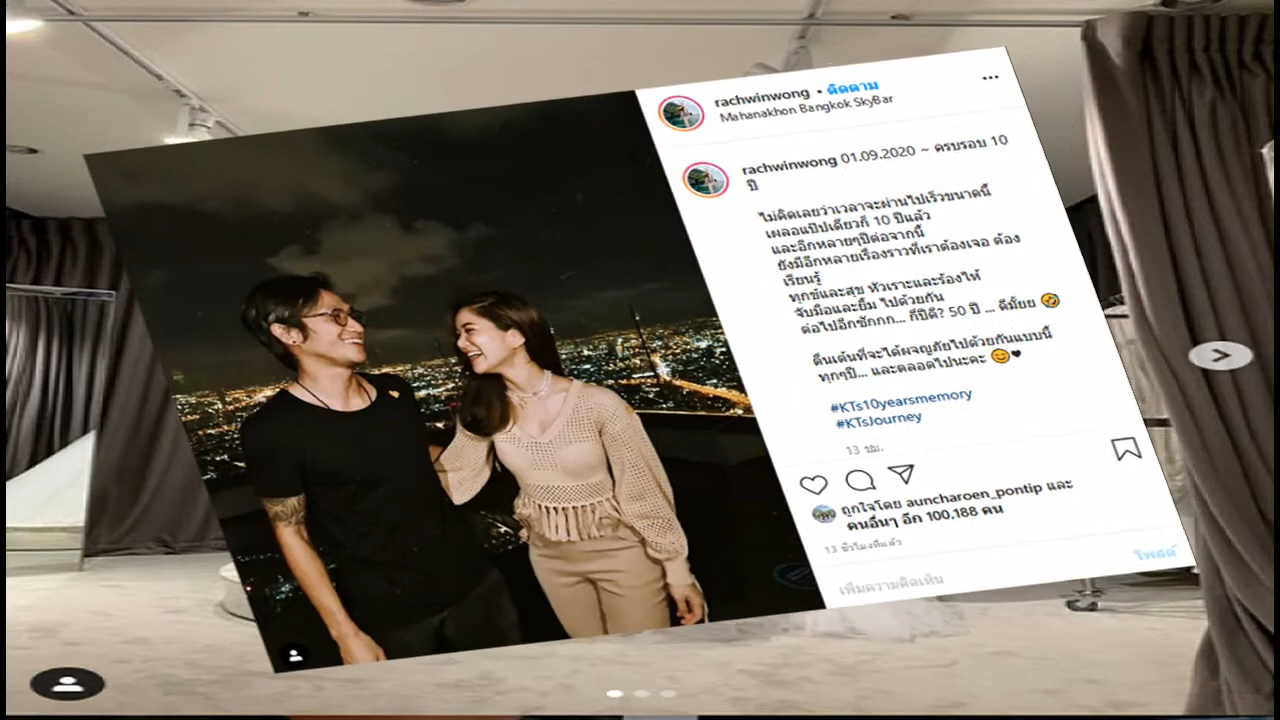 rachwinwong • ติดตาม
Mahanakhon Bangkok SkyBar
rachwinwong 01.09.2020 ~ ครบรอบ 10
ปี
ไม่คิดเลยว่าเวลาจะผ่านไปเร็วขนาดนี้
เผลอแป๊ปเดียวก็ 10 ปีแล้ว
และอีกหลายๆปีต่อจากนี้
ยังมีอีกหลายเรื่องราวที่เราต้องเจอ ต้อง
เรียนรู้
ทุกข์และสุข หัวเราะและร้องไห้
จับมือและยิ้ม ไปด้วยกัน
ต่อไปอีกซักกก... กี่ปีดี? 50 ปี ... ดีมั้ยย 🤣
ตื่นเต้นที่จะได้ผจญภัยไปด้วยกันแบบนี้
ทุกๆปี... และตลอดไปนะคะ 😊🖤
#KTs10yearsmemory
#KTsJourney
13 ชม.
ถูกใจโดย auncharoen_pontip และ
คนอื่นๆ อีก 100,188 คน
13 ชั่วโมงที่แล้ว
เพิ่มความคิดเห็น
โพสต์